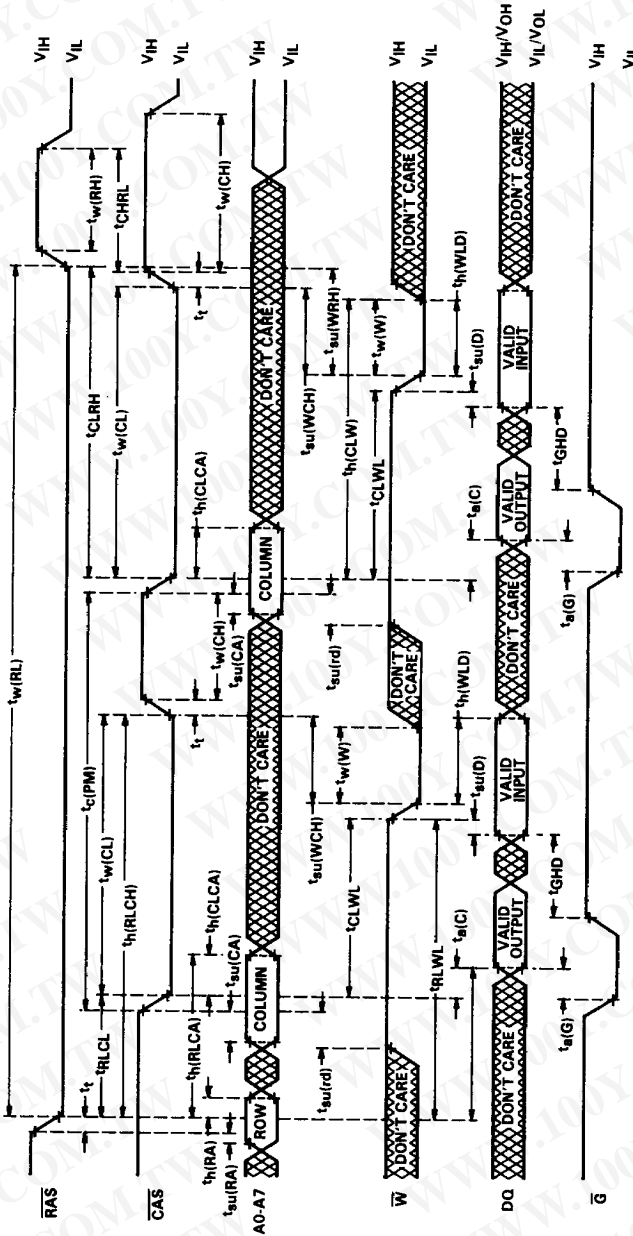 RAS
CAS
A0-A7
W
DQ
G
VIH
VIL
VIH
VIL
VIH
VIL
VIH
VIL
VIH/VOH
VIL/VOL
VIH
VIL
tw(RL)
tt
tRLCL
tc(PM)
tw(CL)
th(RLCH)
tCLRH
tw(CL)
tw(RH)
tCHRL
tt
tw(CH)
tt
tw(CH)
th(RA)
tsu(RA)
th(RLCA)
tsu(CA)
th(CLCA)
tsu(CA)
th(CLCA)
ROW
COLUMN
DON'T CARE
COLUMN
DON'T CARE
tsu(rd)
tRLWL
tCLWL
tsu(WCH)
tw(W)
tsu(rd)
th(CLW)
tCLWL
tsu(WCH)
tsu(WRH)
tw(W)
DON'T CARE
DON'T
CARE
DON'T CARE
ta(C)
tsu(D)
th(WLD)
ta(C)
tsu(D)
th(WLD)
DON'T CARE
VALID
OUTPUT
VALID
INPUT
DON'T CARE
VALID
OUTPUT
VALID
INPUT
DON'T CARE
ta(G)
tGHD
ta(G)
tGHD
WWW.100Y.COM.TW